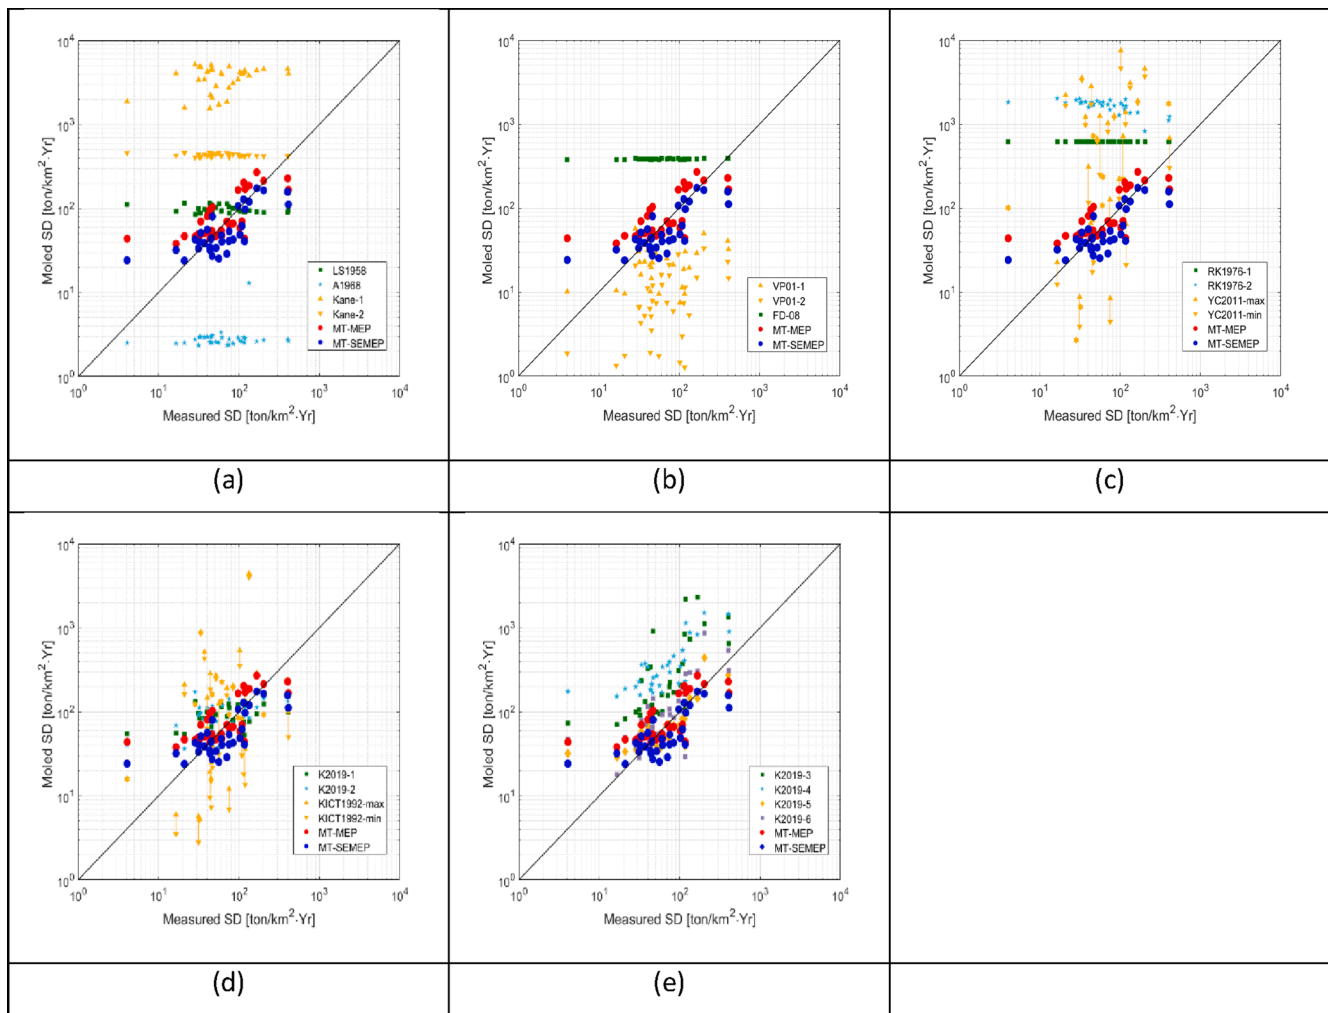 10^4
10^3
10^2
10^1
10^0
10^0 10^1 10^2 10^3 10^4
Moled SD [ton/km^2·Yr]
Measured SD [ton/km^2·Yr]
LS1958
A1968
Kane-1
Kane-2
MT-MEP
MT-SEMEP
10^4
10^3
10^2
10^1
10^0
10^0 10^1 10^2 10^3 10^4
Moled SD [ton/km^2·Yr]
Measured SD [ton/km^2·Yr]
VP01-1
VP01-2
FD-08
MT-MEP
MT-SEMEP
10^4
10^3
10^2
10^1
10^0
10^0 10^1 10^2 10^3 10^4
Moled SD [ton/km^2·Yr]
Measured SD [ton/km^2·Yr]
RK1976-1
RK1976-2
YC2011-max
YC2011-min
MT-MEP
MT-SEMEP
(a) (b) (c)
10^4
10^3
10^2
10^1
10^0
10^0 10^1 10^2 10^3 10^4
Moled SD [ton/km^2·Yr]
Measured SD [ton/km^2·Yr]
K2019-1
K2019-2
KICT1992-max
KICT1992-min
MT-MEP
MT-SEMEP
10^4
10^3
10^2
10^1
10^0
10^0 10^1 10^2 10^3 10^4
Moled SD [ton/km^2·Yr]
Measured SD [ton/km^2·Yr]
K2019-3
K2019-4
K2019-5
K2019-6
MT-MEP
MT-SEMEP
(d) (e)